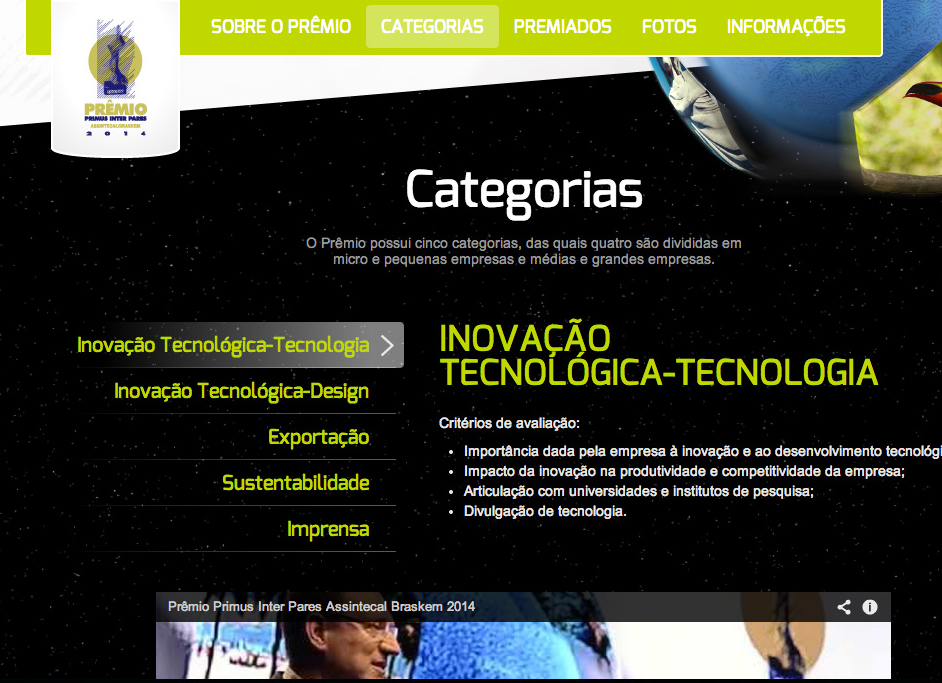 SOBRE O PRÊMIO
CATEGORIAS
PREMIADOS
FOTOS
INFORMAÇÕES
PRÊMIO
PRIMUS INTER PARES
ASSINTECAL/BRASKEM
2014
Categorias
O Prêmio possui cinco categorias, das quais quatro são divididas em
micro e pequenas empresas e médias e grandes empresas.
Inovação Tecnológica-Tecnologia
Inovação Tecnológica-Design
Exportação
Sustentabilidade
Imprensa
INOVAÇÃO
TECNOLÓGICA-TECNOLOGIA
Critérios de avaliação:
• Importância dada pela empresa à inovação e ao desenvolvimento tecnológi
• Impacto da inovação na produtividade e competitividade da empresa;
• Articulação com universidades e institutos de pesquisa;
• Divulgação de tecnologia.
Prêmio Primus Inter Pares Assintecal Braskem 2014